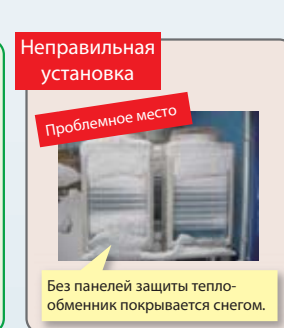 Неправильная
установка
Проблемное место
Без панелей защиты тепло-
обменник покрывается снегом.